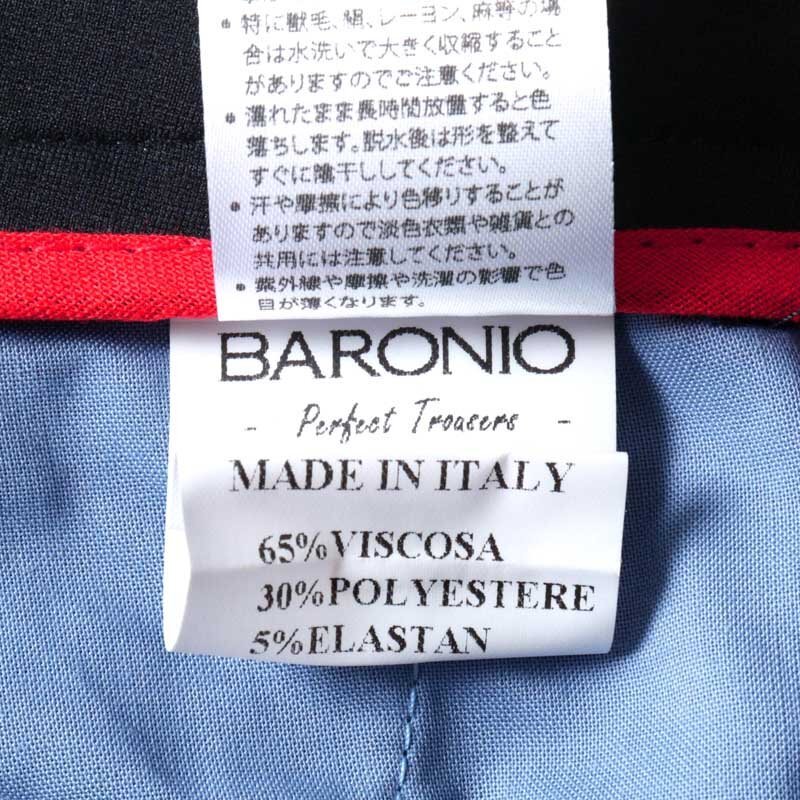 ・特に獣毛、絹、レーヨン、麻等の場
合は水洗いで大きく収縮すること
がありますのでご注意ください。
・濡れたまま長時間放置すると色
落ちします。脱水後は形を整えて
すぐに陰干ししてください。
・汗や摩擦により色移りすることが
ありますので淡色衣類や雑貨との
共用には注意してください。
・紫外線や摩擦や洗濯の影響で色
目が薄くなります。
BARONIO
- Perfect Trousers -
MADE IN ITALY
65%VISCOSA
30%POLYESTERE
5%ELASTAN